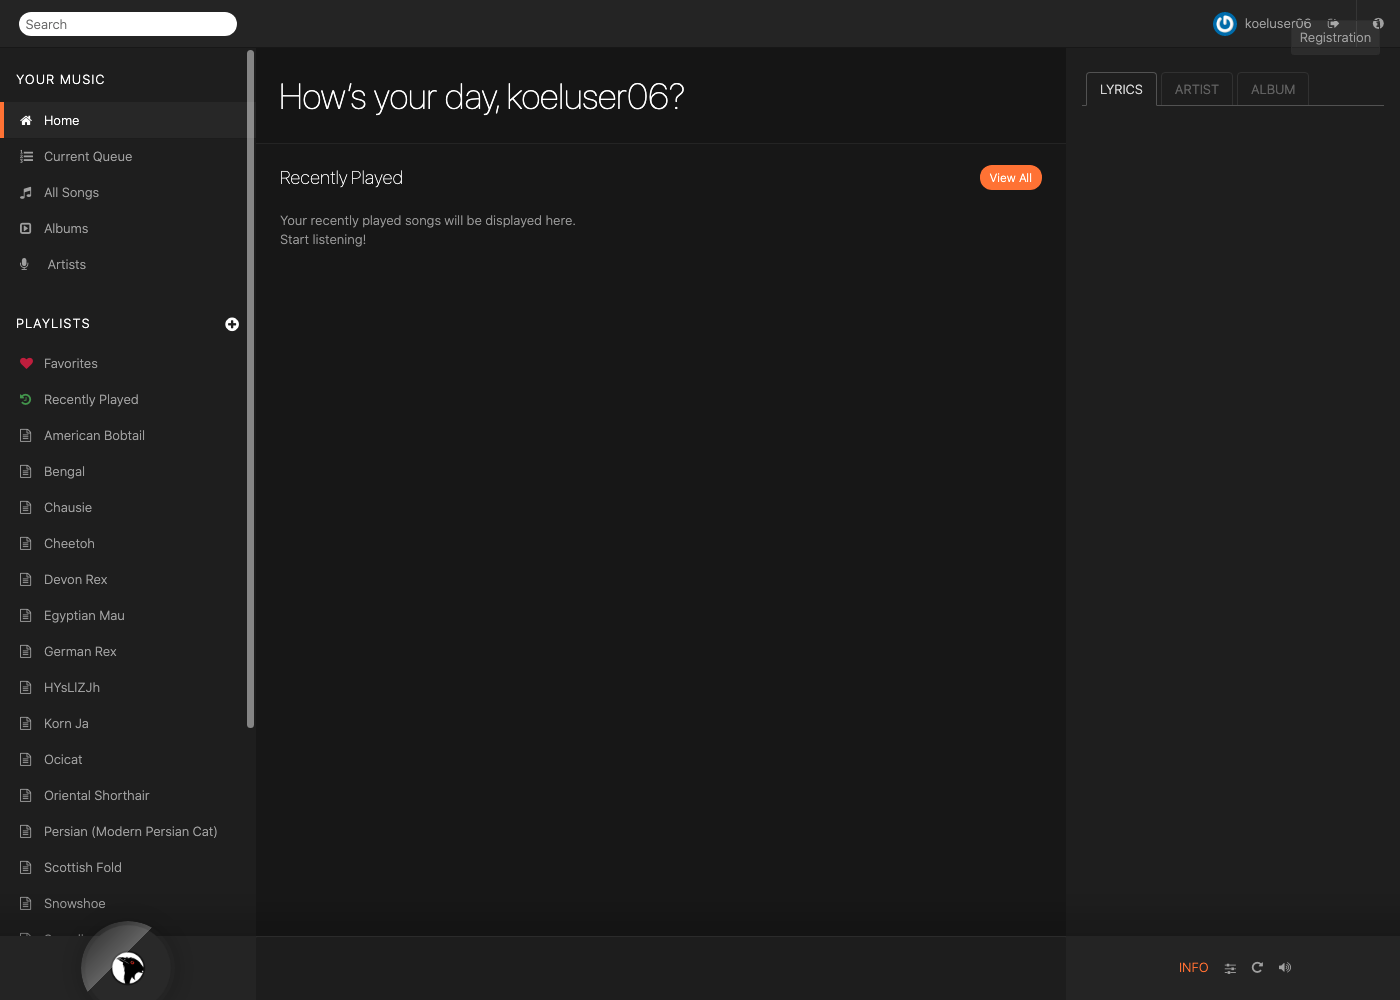 Search
koeluser06
Registration
YOUR MUSIC
Home
Current Queue
All Songs
Albums
Artists
PLAYLISTS
Favorites
Recently Played
American Bobtail
Bengal
Chausie
Cheetoh
Devon Rex
Egyptian Mau
German Rex
HYsLIZJh
Korn Ja
Ocicat
Oriental Shorthair
Persian (Modern Persian Cat)
Scottish Fold
Snowshoe
How's your day, koeluser06?
Recently Played
View All
Your recently played songs will be displayed here.
Start listening!
LYRICS
ARTIST
ALBUM
INFO